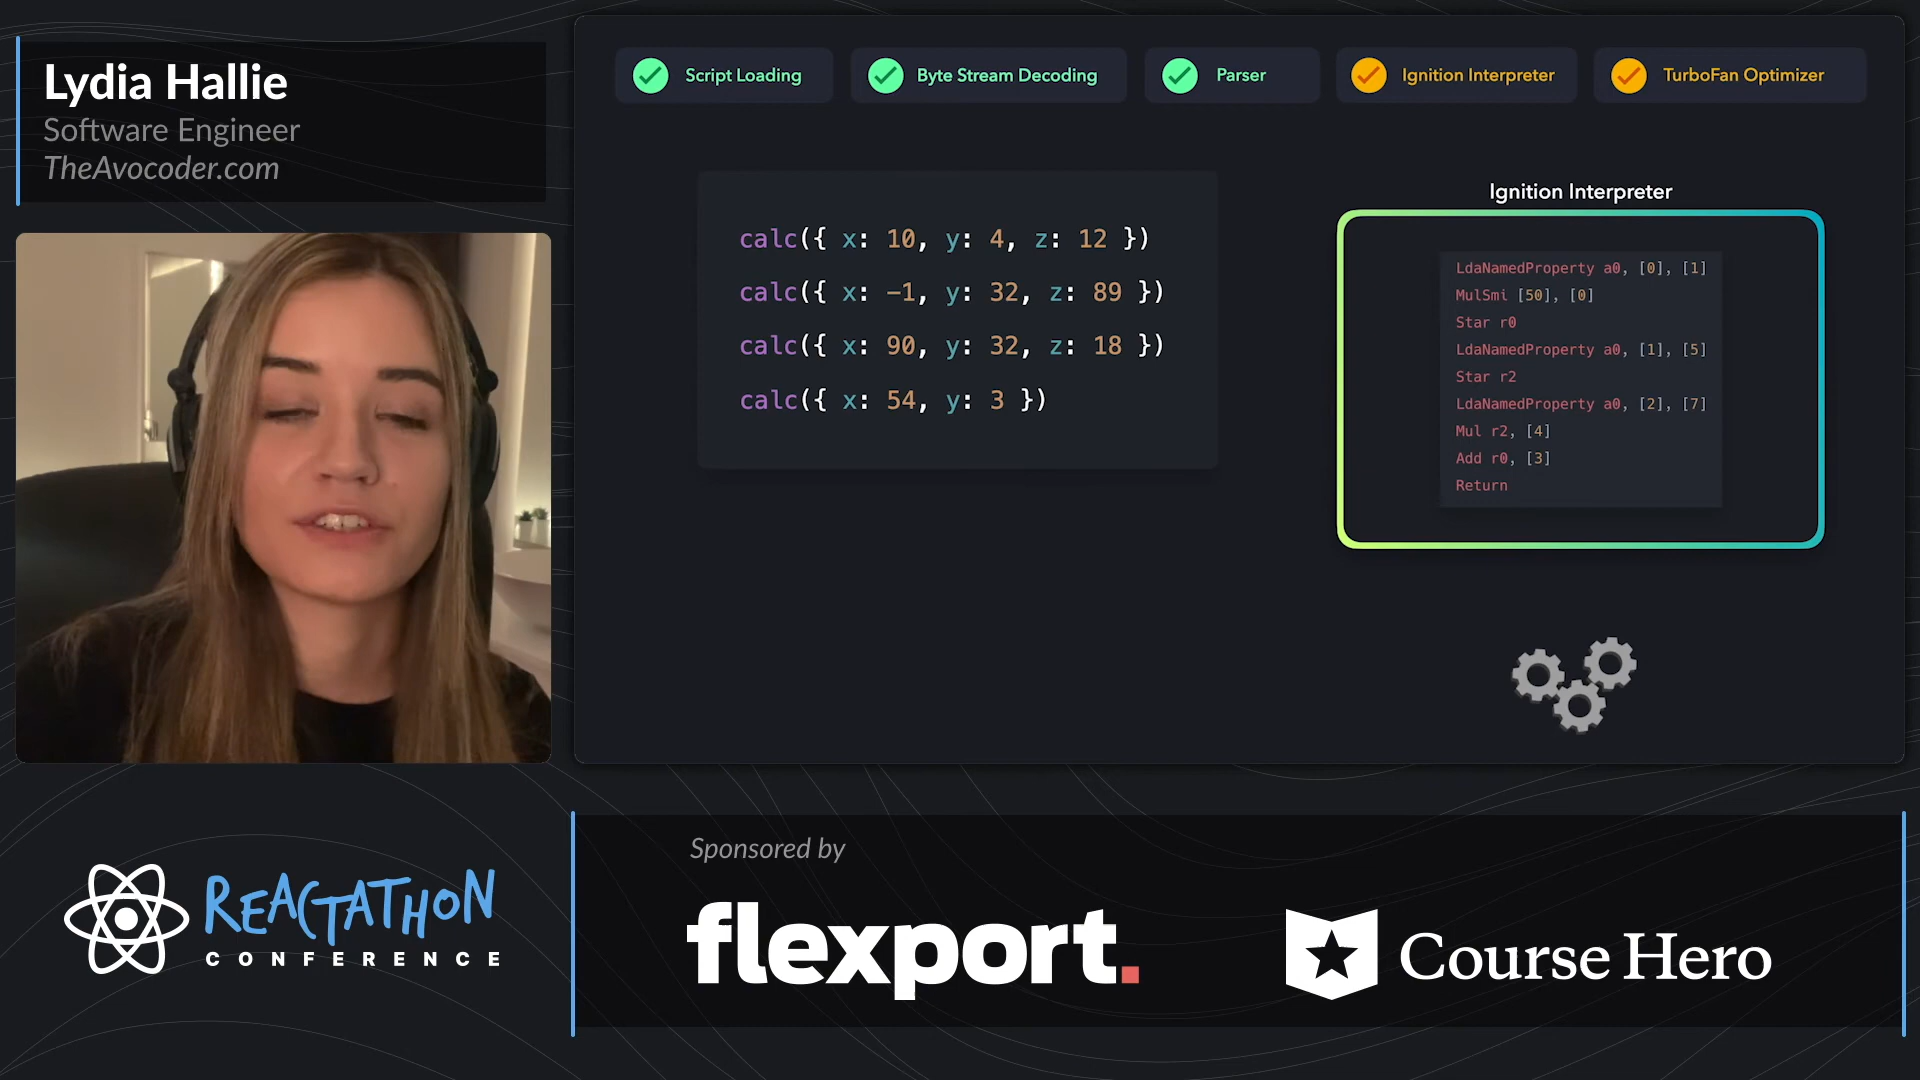 Lydia Hallie
Software Engineer
TheAvocoder.com
Script Loading
Byte Stream Decoding
Parser
Ignition Interpreter
TurboFan Optimizer
calc({ x: 10, y: 4, z: 12 })
calc({ x: −1, y: 32, z: 89 })
calc({ x: 90, y: 32, z: 18 })
calc({ x: 54, y: 3 })
Ignition Interpreter
LdaNamedProperty a0, [0], [1]
MulSmi [50], [0]
Star r0
LdaNamedProperty a0, [1], [5]
Star r2
LdaNamedProperty a0, [2], [7]
Mul r2, [4]
Add r0, [3]
Return
REACTATHON
CONFERENCE
Sponsored by
flexport.
Course Hero